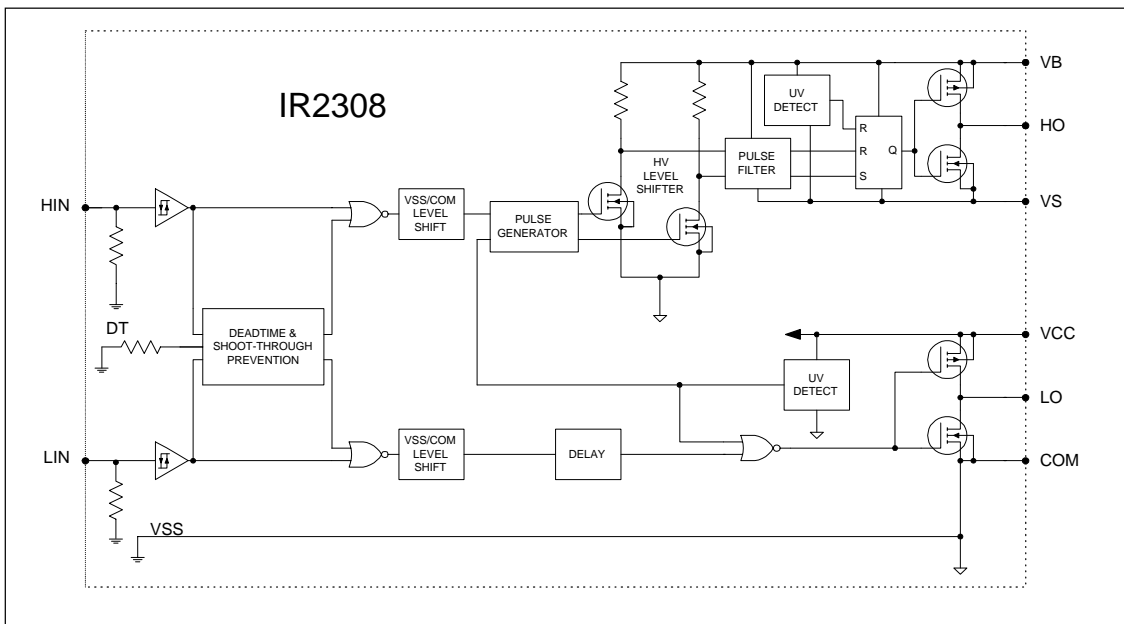 IR2308
VB
UV
DETECT
HO
R
R
S
Q
PULSE
FILTER
HV
LEVEL
SHIFTER
VS
HIN
VSS/COM
LEVEL
SHIFT
PULSE
GENERATOR
DT
DEADTIME &
SHOOT-THROUGH
PREVENTION
VCC
UV
DETECT
LO
LIN
VSS/COM
LEVEL
SHIFT
DELAY
COM
VSS